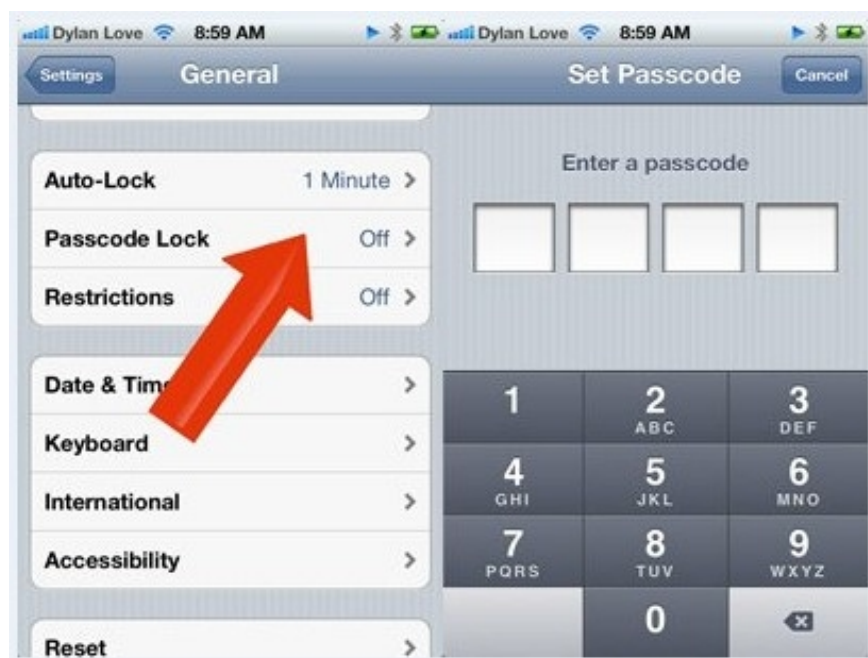 Dylan Love 8:59 AM
Settings General
Auto-Lock 1 Minute
Passcode Lock Off
Restrictions Off
Date & Time
Keyboard
International
Accessibility
Reset
Dylan Love 8:59 AM
Set Passcode Cancel
Enter a passcode
1 2 ABC 3 DEF
4 GHI 5 JKL 6 MNO
7 PQRS 8 TUV 9 WXYZ
0